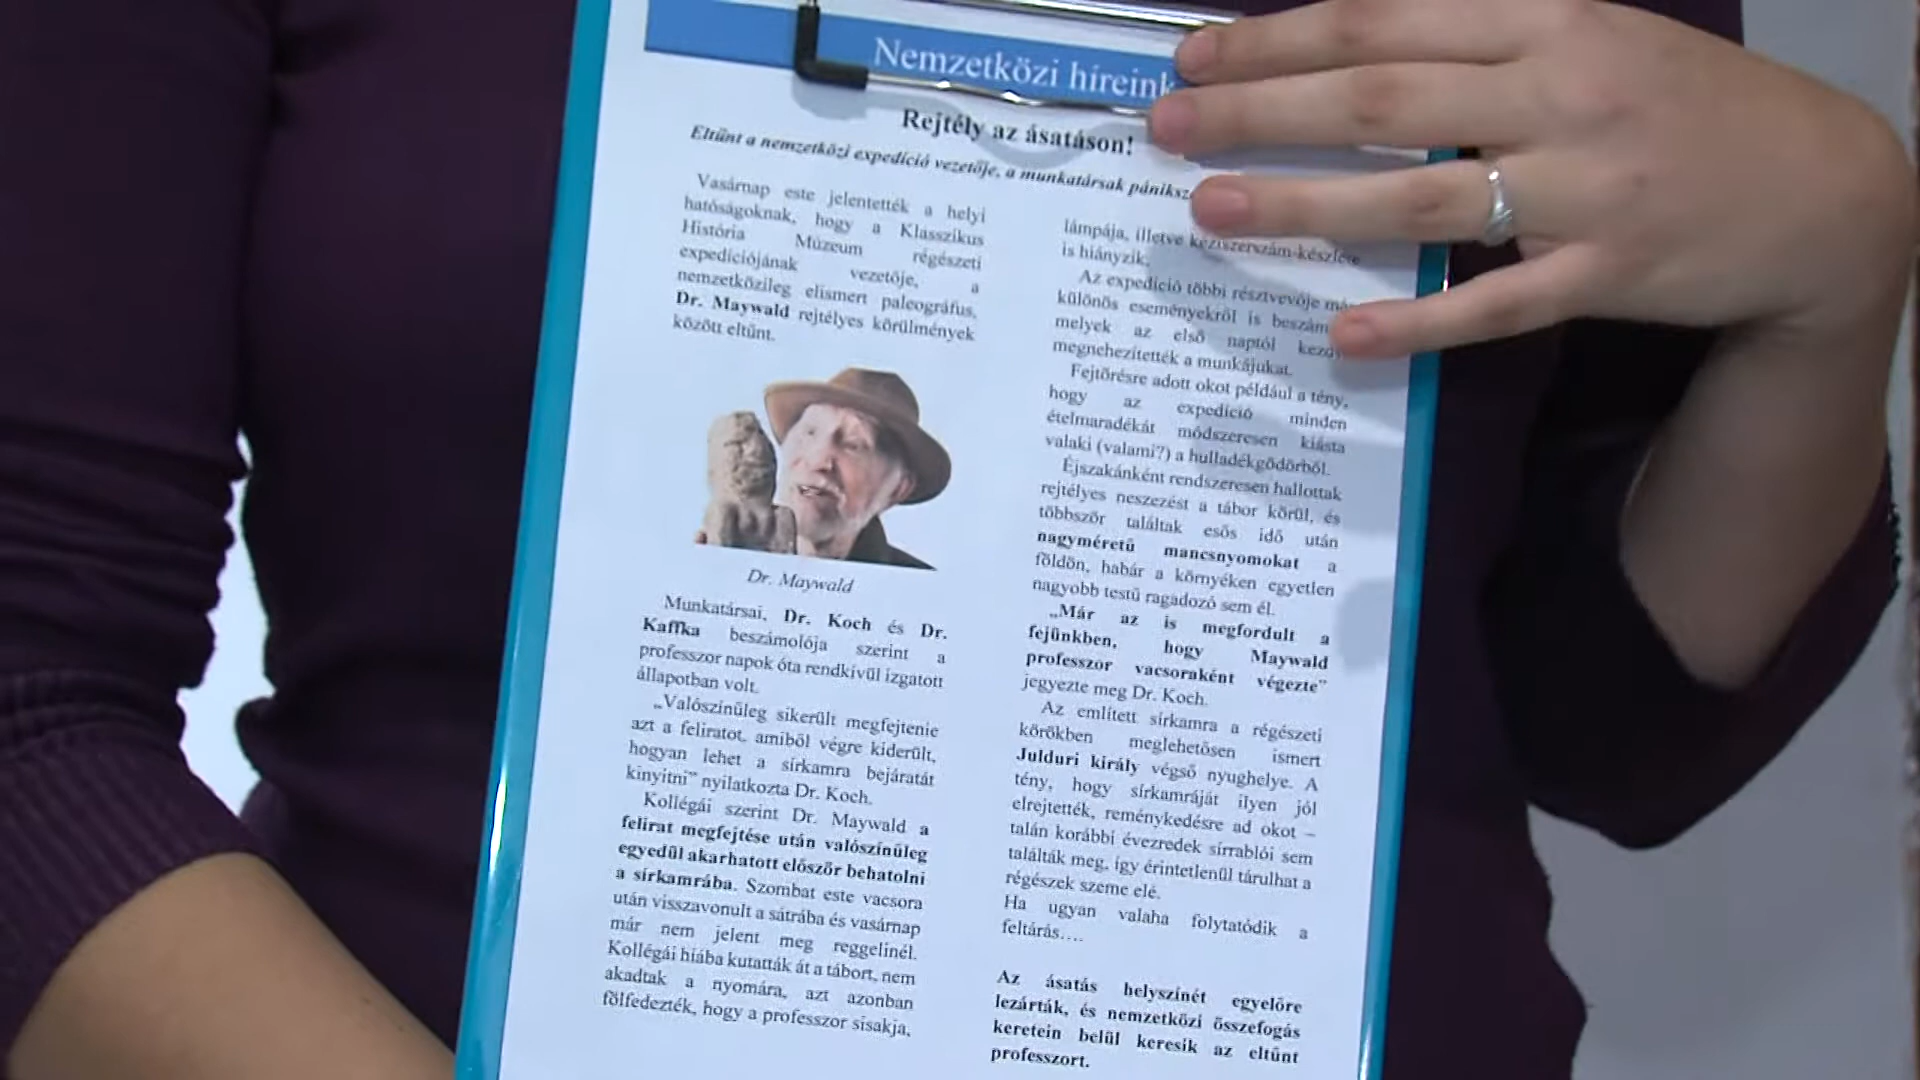 Nemzetközi híreink
Rejtély az ásatáson!
Eltűnt a nemzetközi expedíció vezetője, a munkatársak
Vasárnap este jelentették a helyi
hatóságoknak, hogy a Klasszikus
História Múzeum régészeti
expedíciójának vezetője, a
nemzetközileg elismert paleográfus,
Dr. Maywald rejtélyes körülmények
között eltűnt.
Dr. Maywald
Munkatársai, Dr. Koch és Dr.
Kaffka beszámolója szerint a
professzor napok óta rendkívül izgatott
állapotban volt.
„Valószínűleg sikerült megfejtenie
azt a feliratot, amiből végre kiderült,
hogyan lehet a sírkamra bejáratát
kinyitni” nyilatkozta Dr. Koch.
Kollégái szerint Dr. Maywald a
felirat megfejtése után valószínűleg
egyedül akarhatott először behatolni
a sírkamrába. Szombat este vacsora
után visszavonult a sátrába és vasárnap
már nem jelent meg reggelinél.
Kollégái hiába kutatták át a tábort, nem
akadtak a nyomára, azt azonban
fölfedezték, hogy a professzor sisakja,
lámpája, illetve kéziszerszám-készlete
is hiányzik.
Az expedíció többi résztvevője
különös eseményekről is
melyek az első naptól
megnehezítették a munkájukat.
Fejtörésre adott okot például a tény,
hogy az expedíció minden
ételmaradékát módszeresen kiásta
valaki (valami?) a hulladékgödörből.
Éjszakánként rendszeresen hallottak
rejtélyes neszezést a tábor körül, és
többször találtak esős idő után
nagyméretű mancsnyomokat a
földön, habár a környéken egyetlen
nagyobb testű ragadozó sem él.
„Már az is megfordult a
fejünkben, hogy Maywald
professzor vacsoraként végezte”
jegyezte meg Dr. Koch.
Az említett sírkamra a régészeti
körökben meglehetősen ismert
Julduri király végső nyughelye. A
tény, hogy sírkamráját ilyen jól
elrejtették, reménykedésre ad okot –
talán korábbi évezredek sírrablói sem
találták meg, így érintetlenül tárulhat a
régészek szeme elé.
Ha ugyan valaha folytatódik a
feltárás….
Az ásatás helyszínét egyelőre
lezárták, és nemzetközi összefogás
keretein belül keresik az eltűnt
professzort.